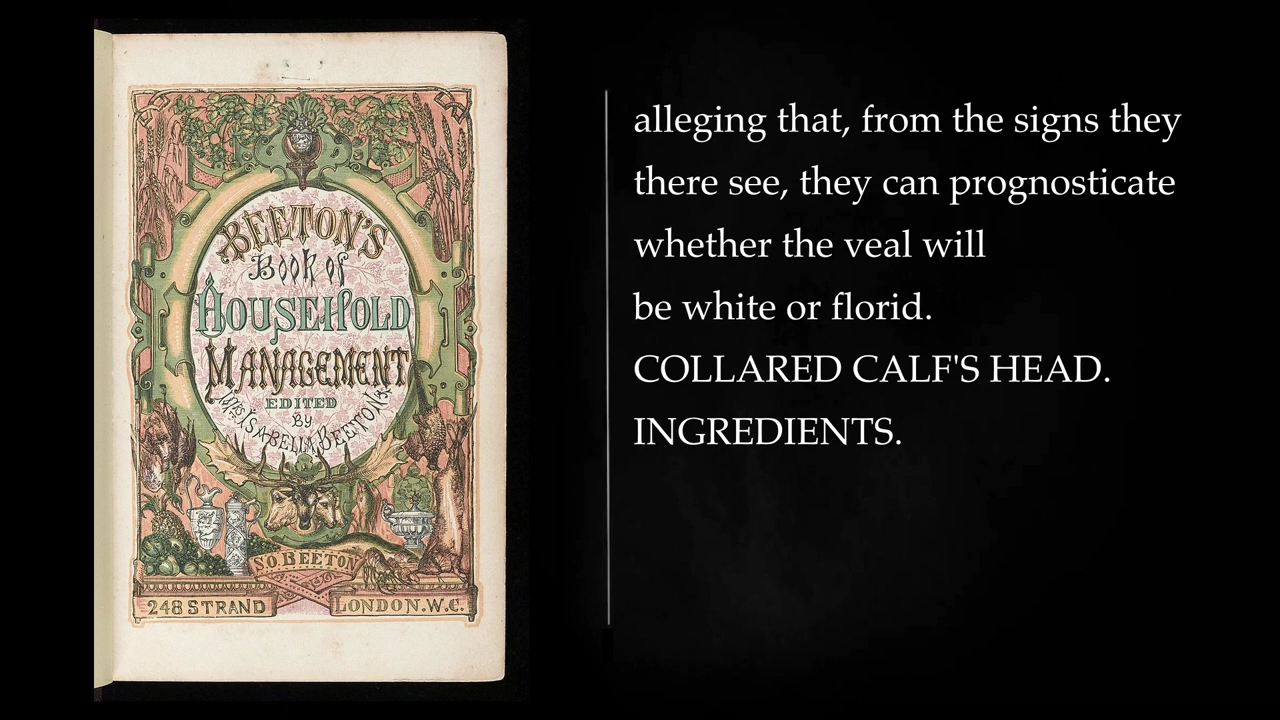 BEETON'S
Book of
HOUSEHOLD
MANAGEMENT
EDITED
BY
MRS ISABELLA BEETON
S.O. BEETON
248 STRAND
LONDON. W.C.
alleging that, from the signs they
there see, they can prognosticate
whether the veal will
be white or florid.
COLLARED CALF'S HEAD.
INGREDIENTS.